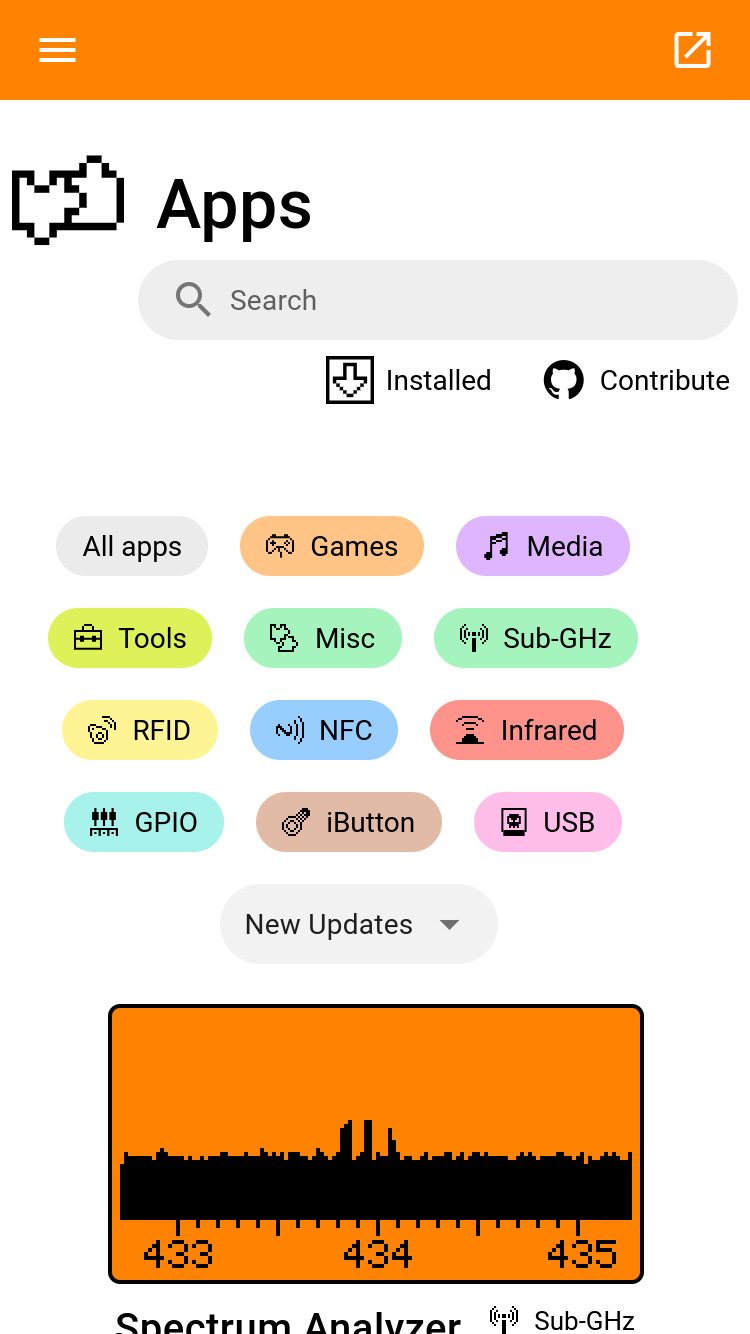 Apps
Search
Installed Contribute
All apps Games Media
Tools Misc Sub-GHz
RFID NFC Infrared
GPIO iButton USB
New Updates
433 434 435
Spectrum Analyzer Sub-GHz